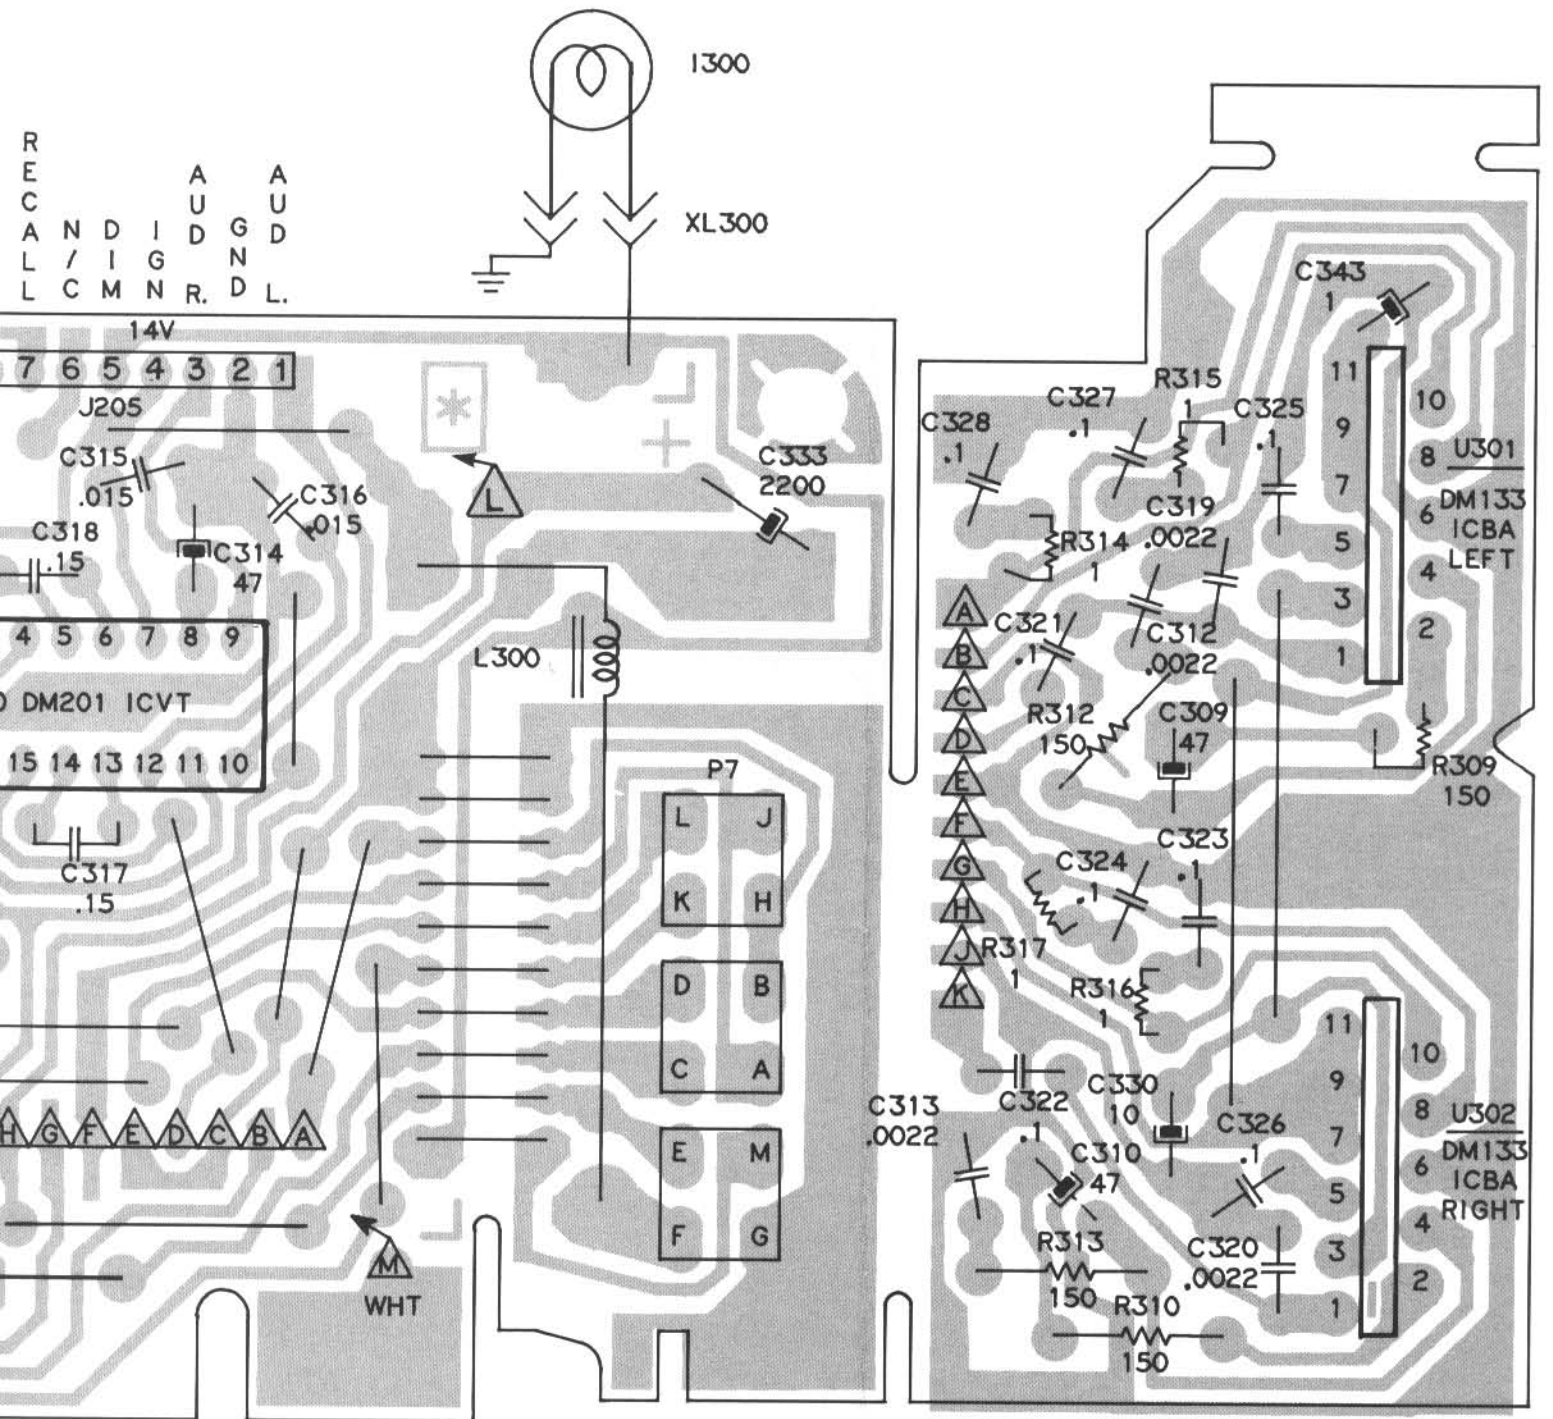 I300
XL300
RECALL
N/C
DIM
IGN
AUD R.
GND
AUD L.
14V
7 6 5 4 3 2 1
J205
C315
.015
C316
.015
C318
.15
C314
47
4 5 6 7 8 9
DM201 ICVT
15 14 13 12 11 10
C317
.15
*
L
+
C333
2200
L300
P7
L J
K H
D B
C A
E M
F G
H G F E D C B A
M
WHT
C343
1
C328
.1
C327
.1
R315
1
C325
.1
R314
1
C319
.0022
C321
.1
C312
.0022
R312
150
C309
47
R309
150
11
10
9
8
7
6
5
4
3
2
1
U301
DM133
ICBA
LEFT
A
B
C
D
E
F
G
H
J
K
C324
.1
C323
.1
R317
1
R316
1
C313
.0022
C322
.1
C330
10
C310
47
C326
.1
R313
150
C320
.0022
R310
150
11
10
9
8
7
6
5
4
3
2
1
U302
DM133
ICBA
RIGHT